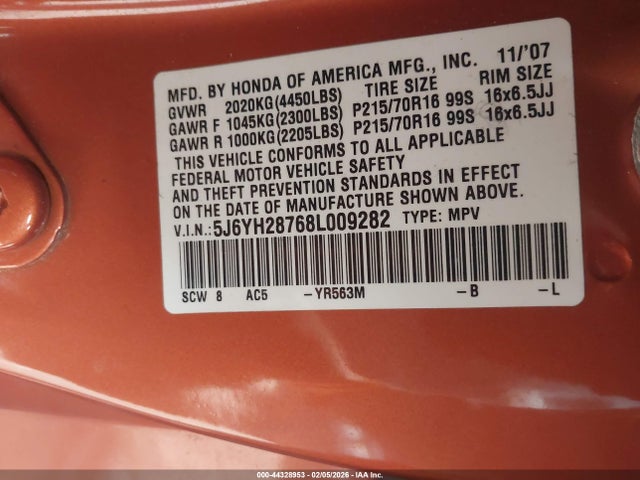 MFD. BY HONDA OF AMERICA MFG., INC. 11/'07
GVWR 2020KG(4450LBS) TIRE SIZE RIM SIZE
GAWR F 1045KG(2300LBS) P215/70R16 99S 16x6.5JJ
GAWR R 1000KG(2205LBS) P215/70R16 99S 16x6.5JJ
THIS VEHICLE CONFORMS TO ALL APPLICABLE
FEDERAL MOTOR VEHICLE SAFETY
AND THEFT PREVENTION STANDARDS IN EFFECT
ON THE DATE OF MANUFACTURE SHOWN ABOVE.
V.I.N.:5J6YH28768L009282 TYPE: MPV
SCW 8 AC5 -YR563M -B -L
000-44328953 - 02/05/2026 - IAA Inc.